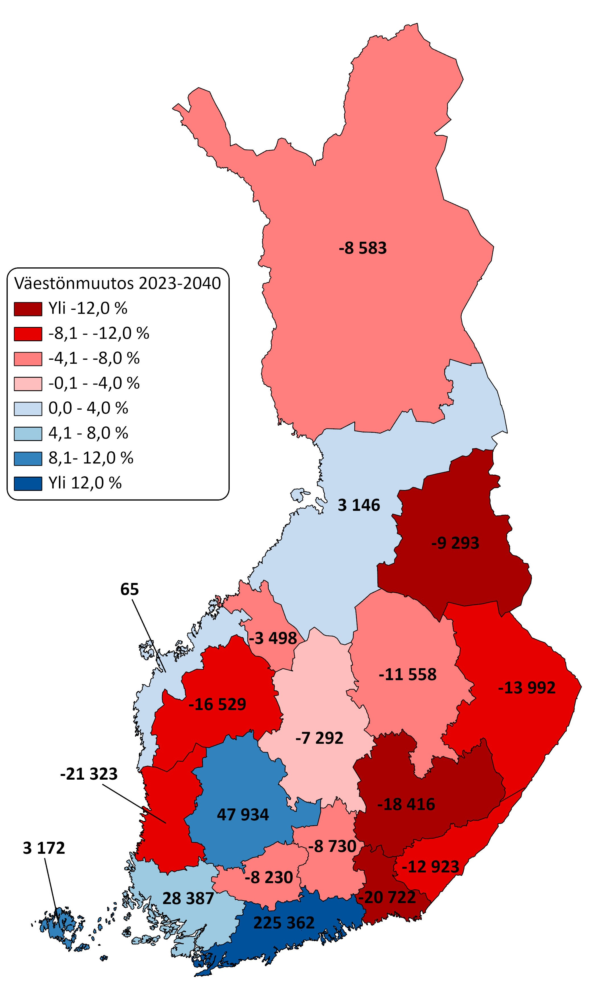 -8 583
Väestönmuutos 2023-2040
Yli -12,0 %
-8,1 - -12,0 %
-4,1 - -8,0 %
-0,1 - -4,0 %
0,0 - 4,0 %
4,1 - 8,0 %
8,1- 12,0 %
Yli 12,0 %
3 146
-9 293
65
-3 498
-11 558
-13 992
-16 529
-7 292
-21 323
-18 416
47 934
3 172
-8 730
-12 923
-8 230
28 387
-20 722
225 362